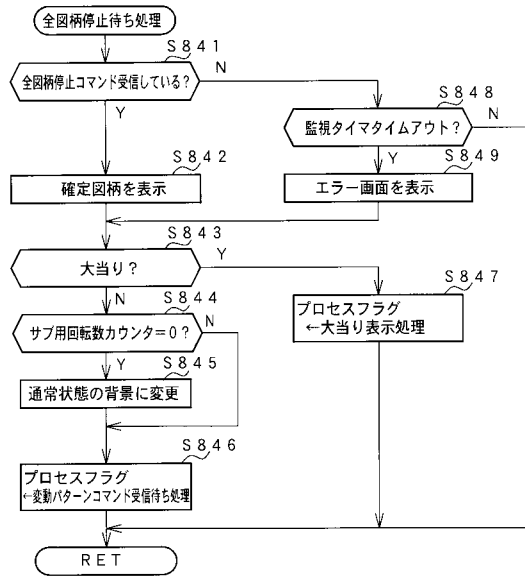 全図柄停止待ち処理
S841
全図柄停止コマンド受信している?
N
Y
S848
監視タイマタイムアウト?
N
Y
S842
確定図柄を表示
S849
エラー画面を表示
S843
大当り?
Y
N
S847
プロセスフラグ
←大当り表示処理
S844
サブ用回転数カウンタ=0?
N
Y
S845
通常状態の背景に変更
S846
プロセスフラグ
←変動パターンコマンド受信待ち処理
RET